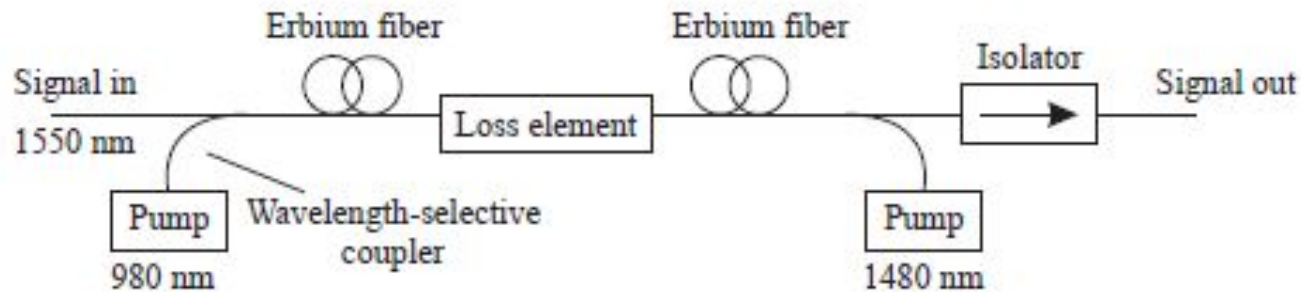 Erbium fiber
Erbium fiber
Isolator
Signal in
Signal out
1550 nm
Loss element
Pump
Wavelength-selective
coupler
Pump
980 nm
1480 nm